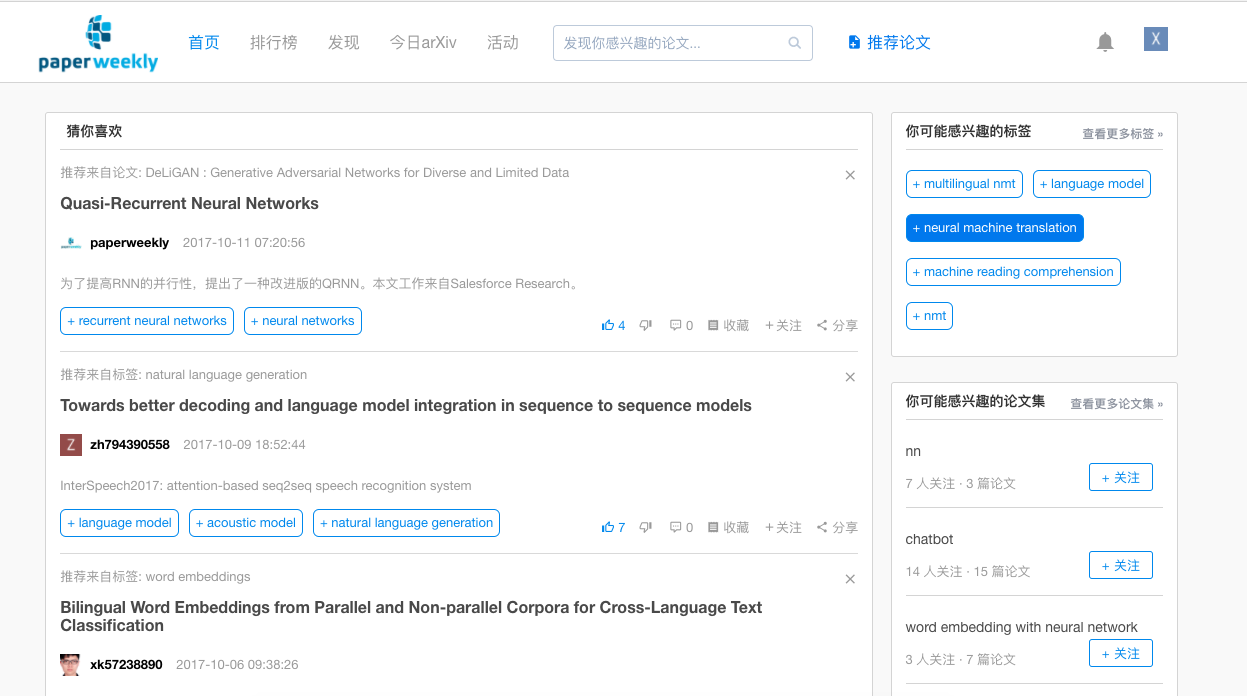 paperweekly
首页 排行榜 发现 今日arXiv 活动 发现你感兴趣的论文... 推荐论文 X
猜你喜欢
推荐来自论文: DeLiGAN : Generative Adversarial Networks for Diverse and Limited Data
Quasi-Recurrent Neural Networks
paperweekly 2017-10-11 07:20:56
为了提高RNN的并行性，提出了一种改进版的QRNN。本文工作来自Salesforce Research。
+ recurrent neural networks + neural networks 4 0 收藏 +关注 分享
推荐来自标签: natural language generation
Towards better decoding and language model integration in sequence to sequence models
Z zh794390558 2017-10-09 18:52:44
InterSpeech2017: attention-based seq2seq speech recognition system
+ language model + acoustic model + natural language generation 7 0 收藏 +关注 分享
推荐来自标签: word embeddings
Bilingual Word Embeddings from Parallel and Non-parallel Corpora for Cross-Language Text
Classification
xk57238890 2017-10-06 09:38:26
你可能感兴趣的标签 查看更多标签 »
+ multilingual nmt + language model
+ neural machine translation
+ machine reading comprehension
+ nmt
你可能感兴趣的论文集 查看更多论文集 »
nn
7 人关注 · 3 篇论文 + 关注
chatbot
14 人关注 · 15 篇论文 + 关注
word embedding with neural network
3 人关注 · 7 篇论文 + 关注